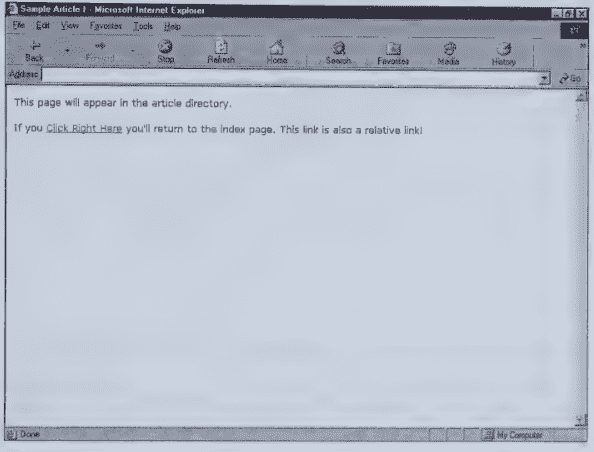 Sample Article 1 - Microsoft Internet Explorer
File Edit View Favorites Tools Help
Back Forward Stop Refresh Home Search Favorites Media History
Address Go
This page will appear in the article directory.
If you Click Right Here you'll return to the index page. This link is also a relative link!
Done My Computer